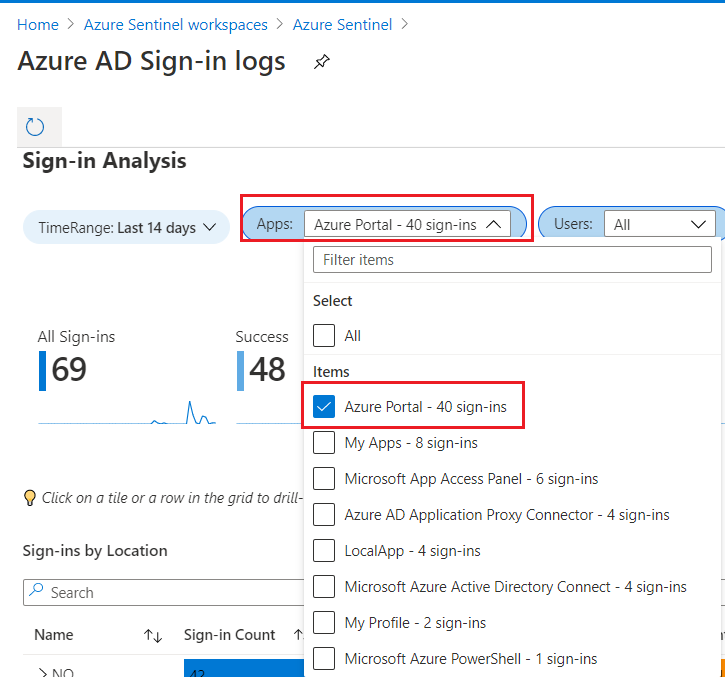 Home > Azure Sentinel workspaces > Azure Sentinel >
Azure AD Sign-in logs
Sign-in Analysis
TimeRange: Last 14 days
Apps: Azure Portal - 40 sign-ins
Users: All
Filter items
Select
All
Items
Azure Portal - 40 sign-ins
My Apps - 8 sign-ins
Microsoft App Access Panel - 6 sign-ins
Azure AD Application Proxy Connector - 4 sign-ins
LocalApp - 4 sign-ins
Microsoft Azure Active Directory Connect - 4 sign-ins
My Profile - 2 sign-ins
Microsoft Azure PowerShell - 1 sign-ins
All Sign-ins
69
Success
48
Click on a tile or a row in the grid to drill-
Sign-ins by Location
Search
Name Sign-in Count
NO 42